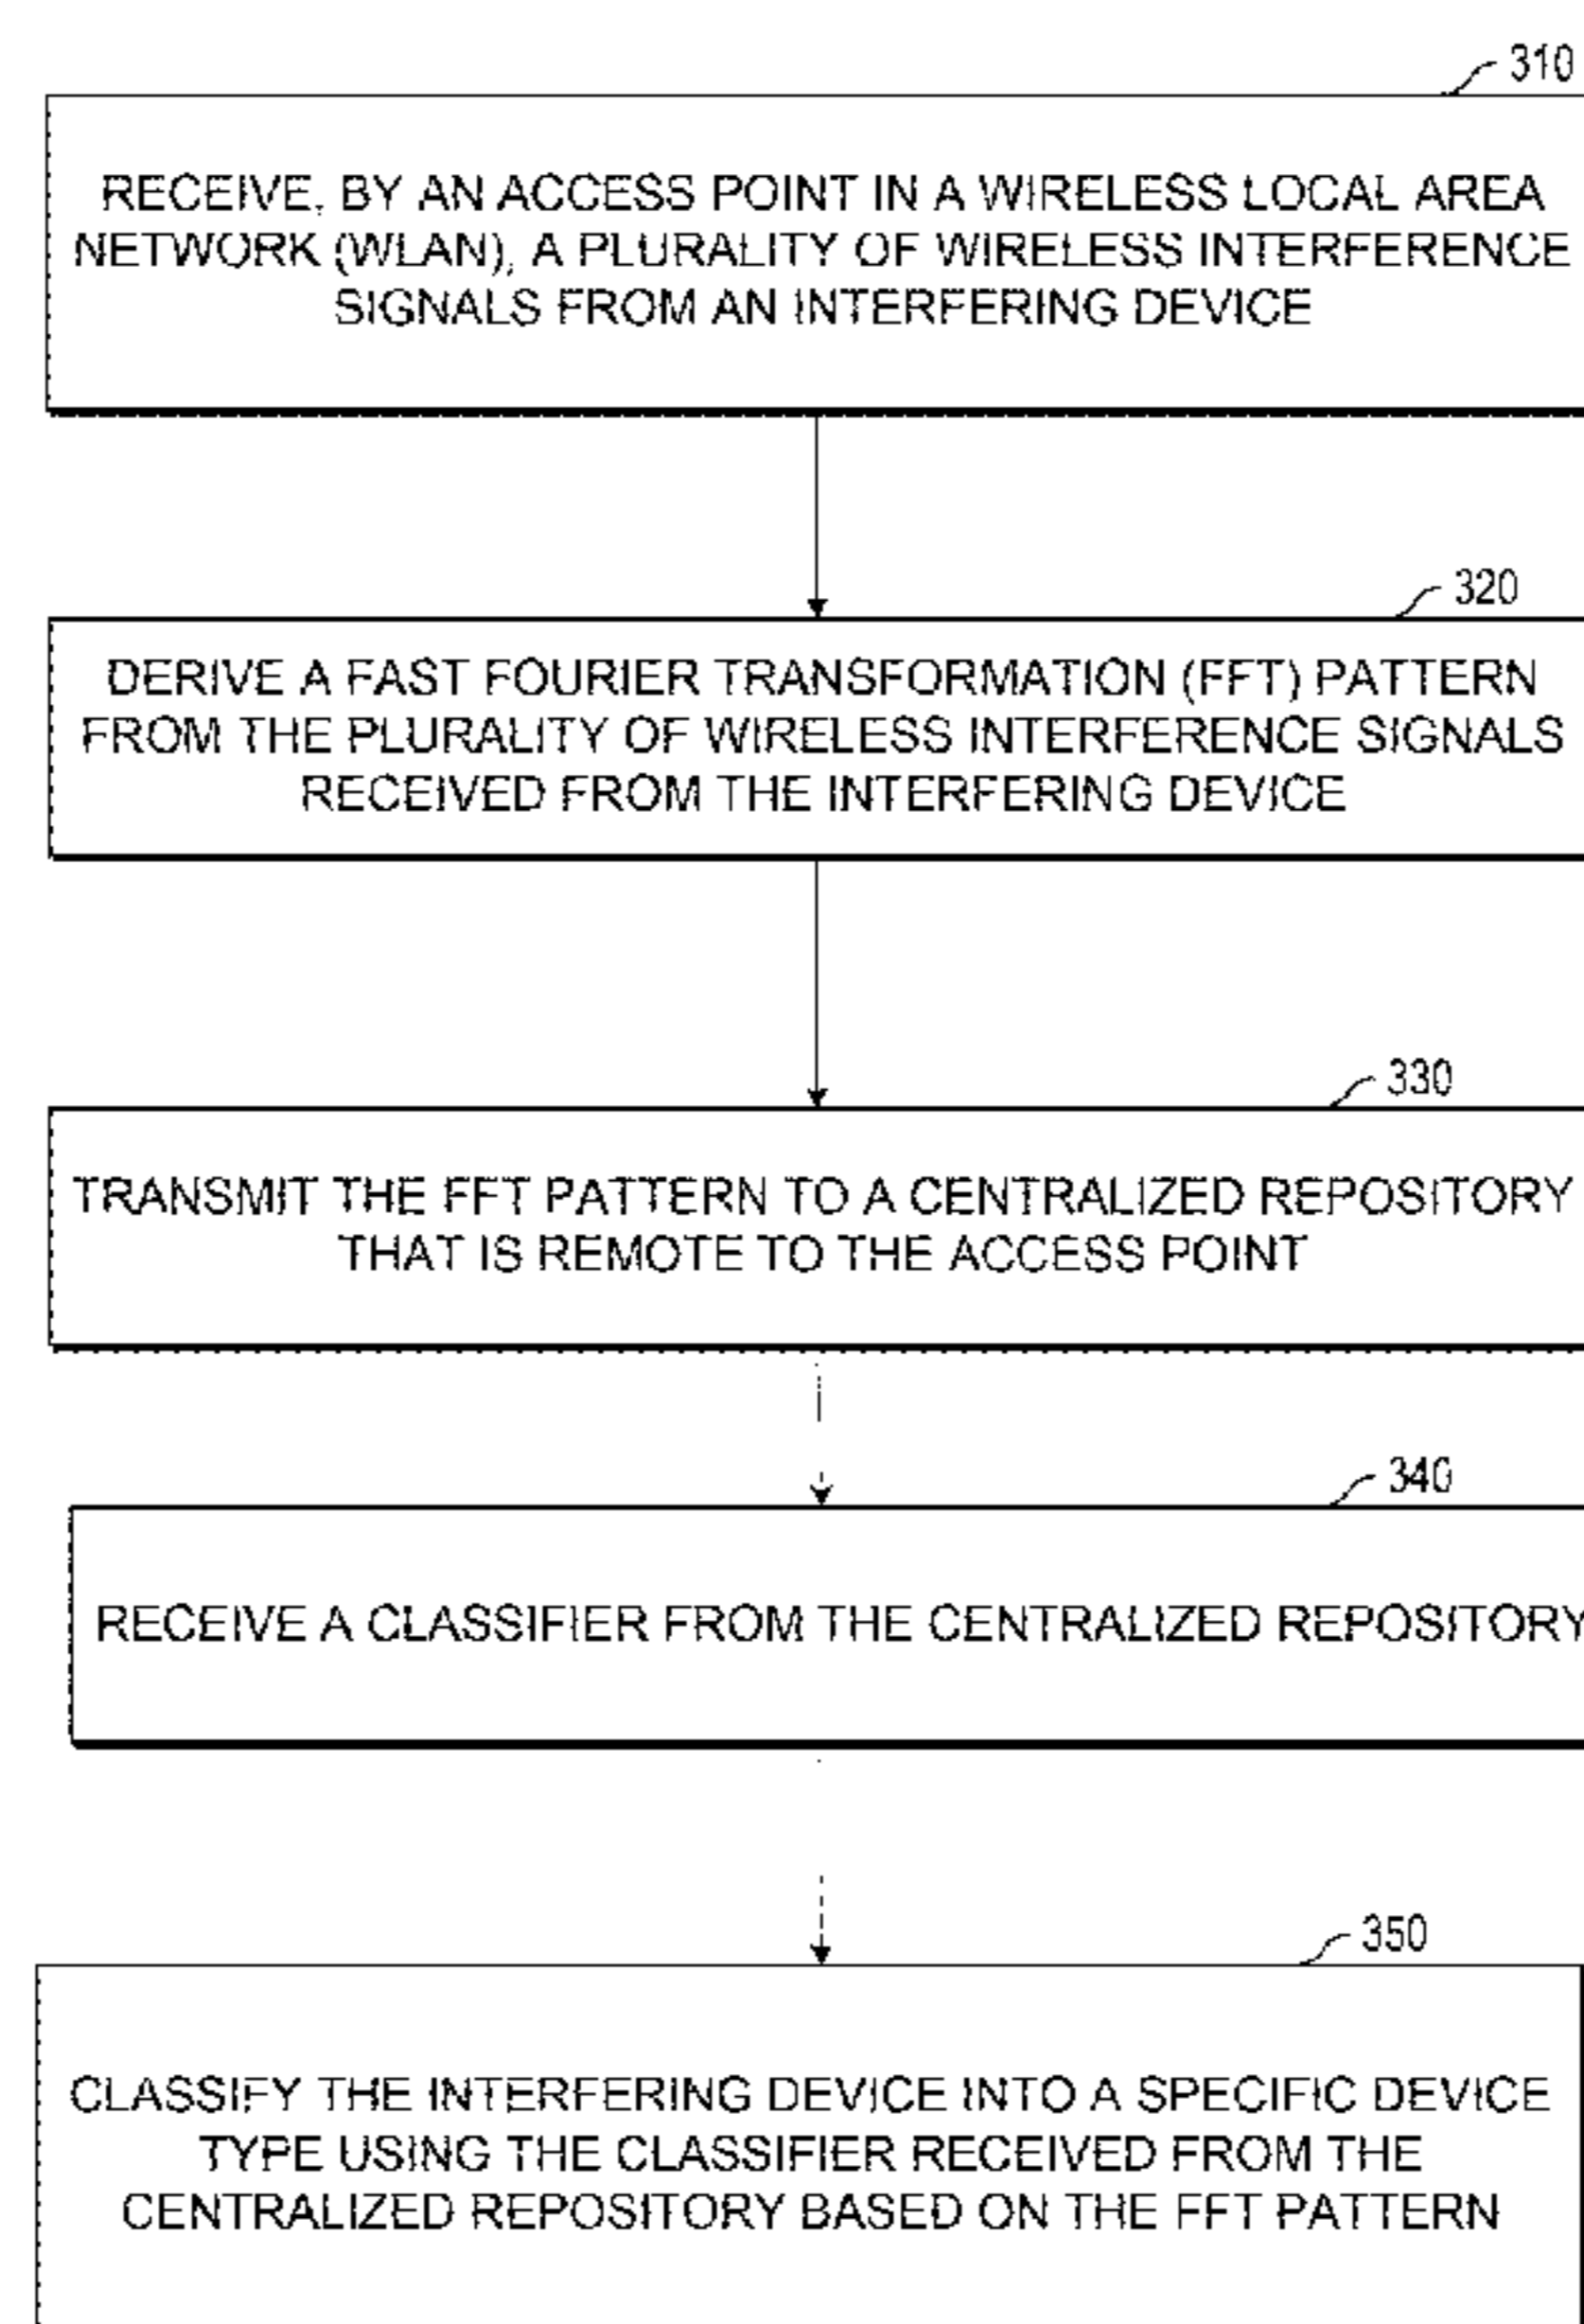 310
RECEIVE, BY AN ACCESS POINT IN A WIRELESS LOCAL AREA
NETWORK (WLAN), A PLURALITY OF WIRELESS INTERFERENCE
SIGNALS FROM AN INTERFERING DEVICE
320
DERIVE A FAST FOURIER TRANSFORMATION (FFT) PATTERN
FROM THE PLURALITY OF WIRELESS INTERFERENCE SIGNALS
RECEIVED FROM THE INTERFERING DEVICE
330
TRANSMIT THE FFT PATTERN TO A CENTRALIZED REPOSITORY
THAT IS REMOTE TO THE ACCESS POINT
340
RECEIVE A CLASSIFIER FROM THE CENTRALIZED REPOSITORY
350
CLASSIFY THE INTERFERING DEVICE INTO A SPECIFIC DEVICE
TYPE USING THE CLASSIFIER RECEIVED FROM THE
CENTRALIZED REPOSITORY BASED ON THE FFT PATTERN